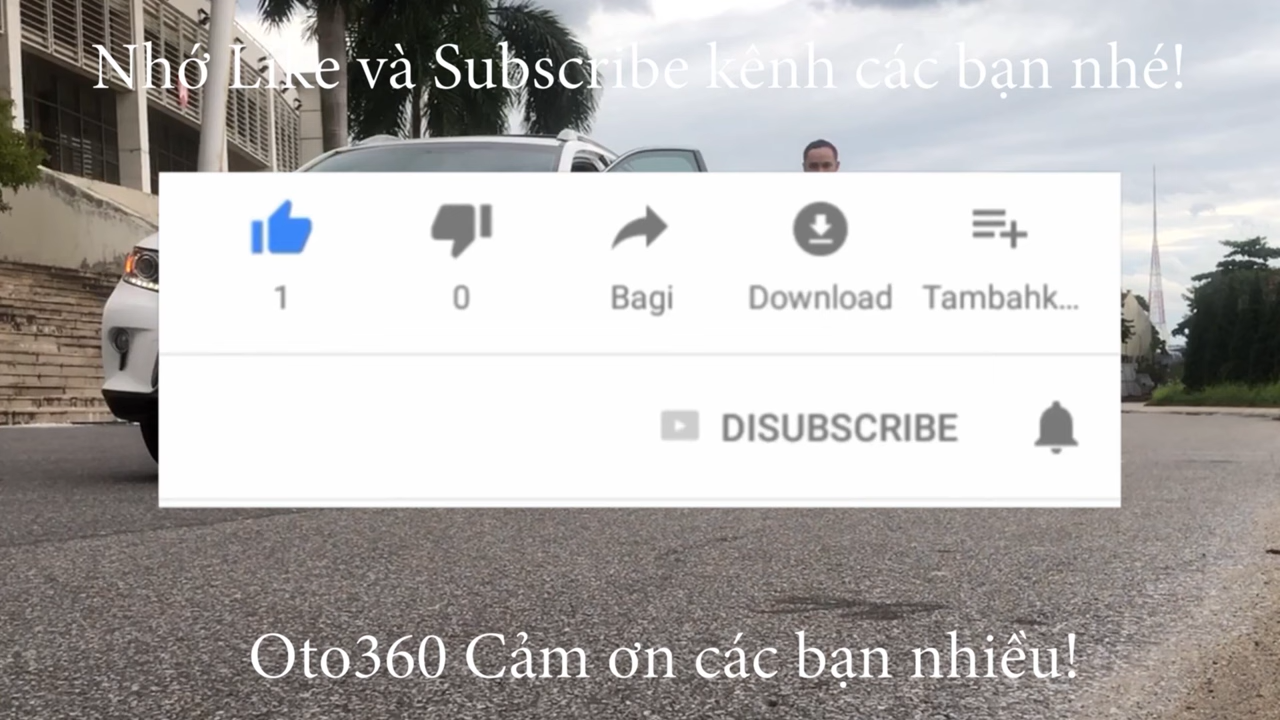 Nhớ Like và Subscribe kênh các bạn nhé!
1 0 Bagi Download Tambahk...
DISUBSCRIBE
Oto360 Cảm ơn các bạn nhiều!